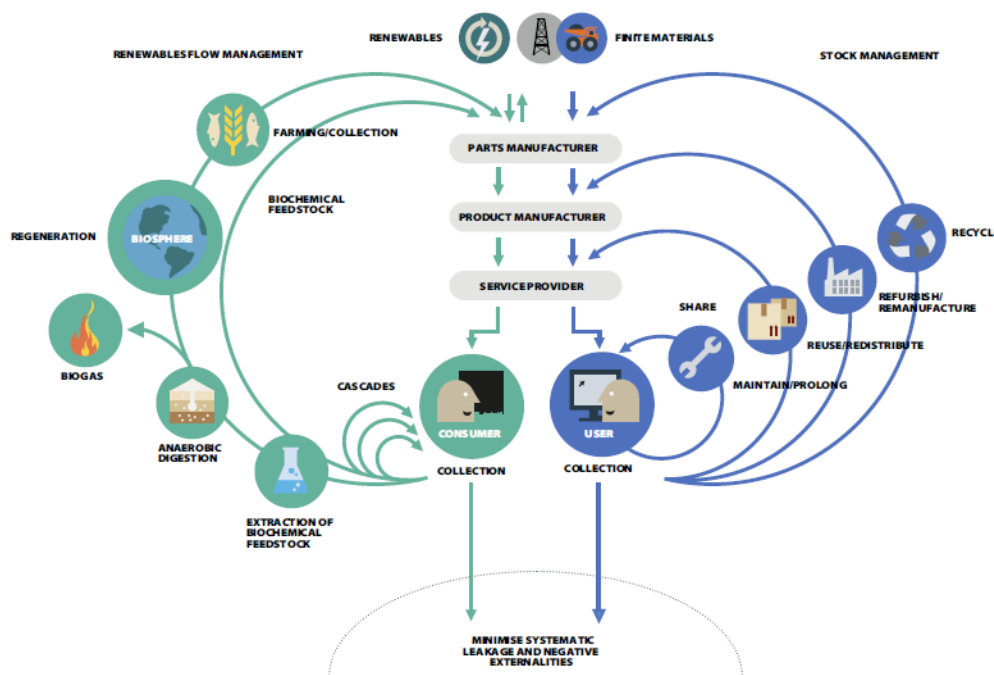 RENEWABLES
FINITE MATERIALS
RENEWABLES FLOW MANAGEMENT
STOCK MANAGEMENT
FARMING/COLLECTION
PARTS MANUFACTURER
BIOCHEMICAL
FEEDSTOCK
PRODUCT MANUFACTURER
REGENERATION
BIOSPHERE
RECYCLE
SERVICE PROVIDER
SHARE
REFURBISH/
REMANUFACTURE
REUSE/REDISTRIBUTE
BIOGAS
CASCADES
MAINTAIN/PROLONG
CONSUMER
USER
ANAEROBIC
DIGESTION
COLLECTION
COLLECTION
EXTRACTION OF
BIOCHEMICAL
FEEDSTOCK
MINIMISE SYSTEMATIC
LEAKAGE AND NEGATIVE
EXTERNALITIES